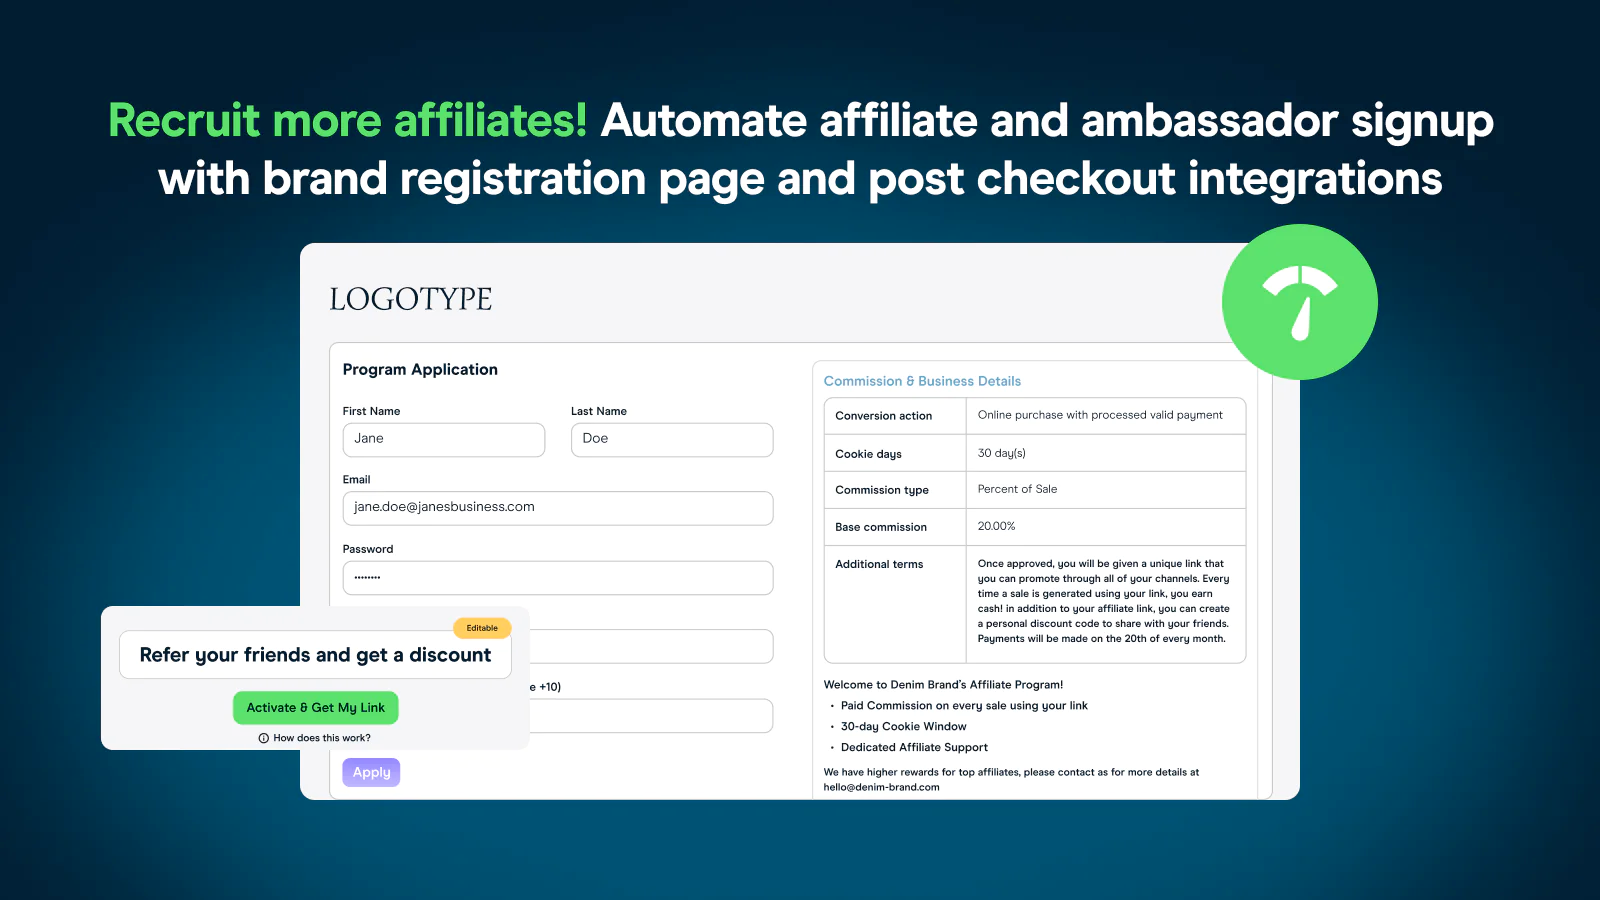 Recruit more affiliates! Automate affiliate and ambassador signup
with brand registration page and post checkout integrations
LOGOTYPE
Program Application
First Name
Last Name
Jane
Doe
Email
jane.doe@janesbusiness.com
Password
••••••••
e +10)
Apply
Editable
Refer your friends and get a discount
Activate & Get My Link
How does this work?
Commission & Business Details
Conversion action
Online purchase with processed valid payment
Cookie days
30 day(s)
Commission type
Percent of Sale
Base commission
20.00%
Additional terms
Once approved, you will be given a unique link that
you can promote through all of your channels. Every
time a sale is generated using your link, you earn
cash! in addition to your affiliate link, you can create
a personal discount code to share with your friends.
Payments will be made on the 20th of every month.
Welcome to Denim Brand's Affiliate Program!
• Paid Commission on every sale using your link
• 30-day Cookie Window
• Dedicated Affiliate Support
We have higher rewards for top affiliates, please contact as for more details at
hello@denim-brand.com